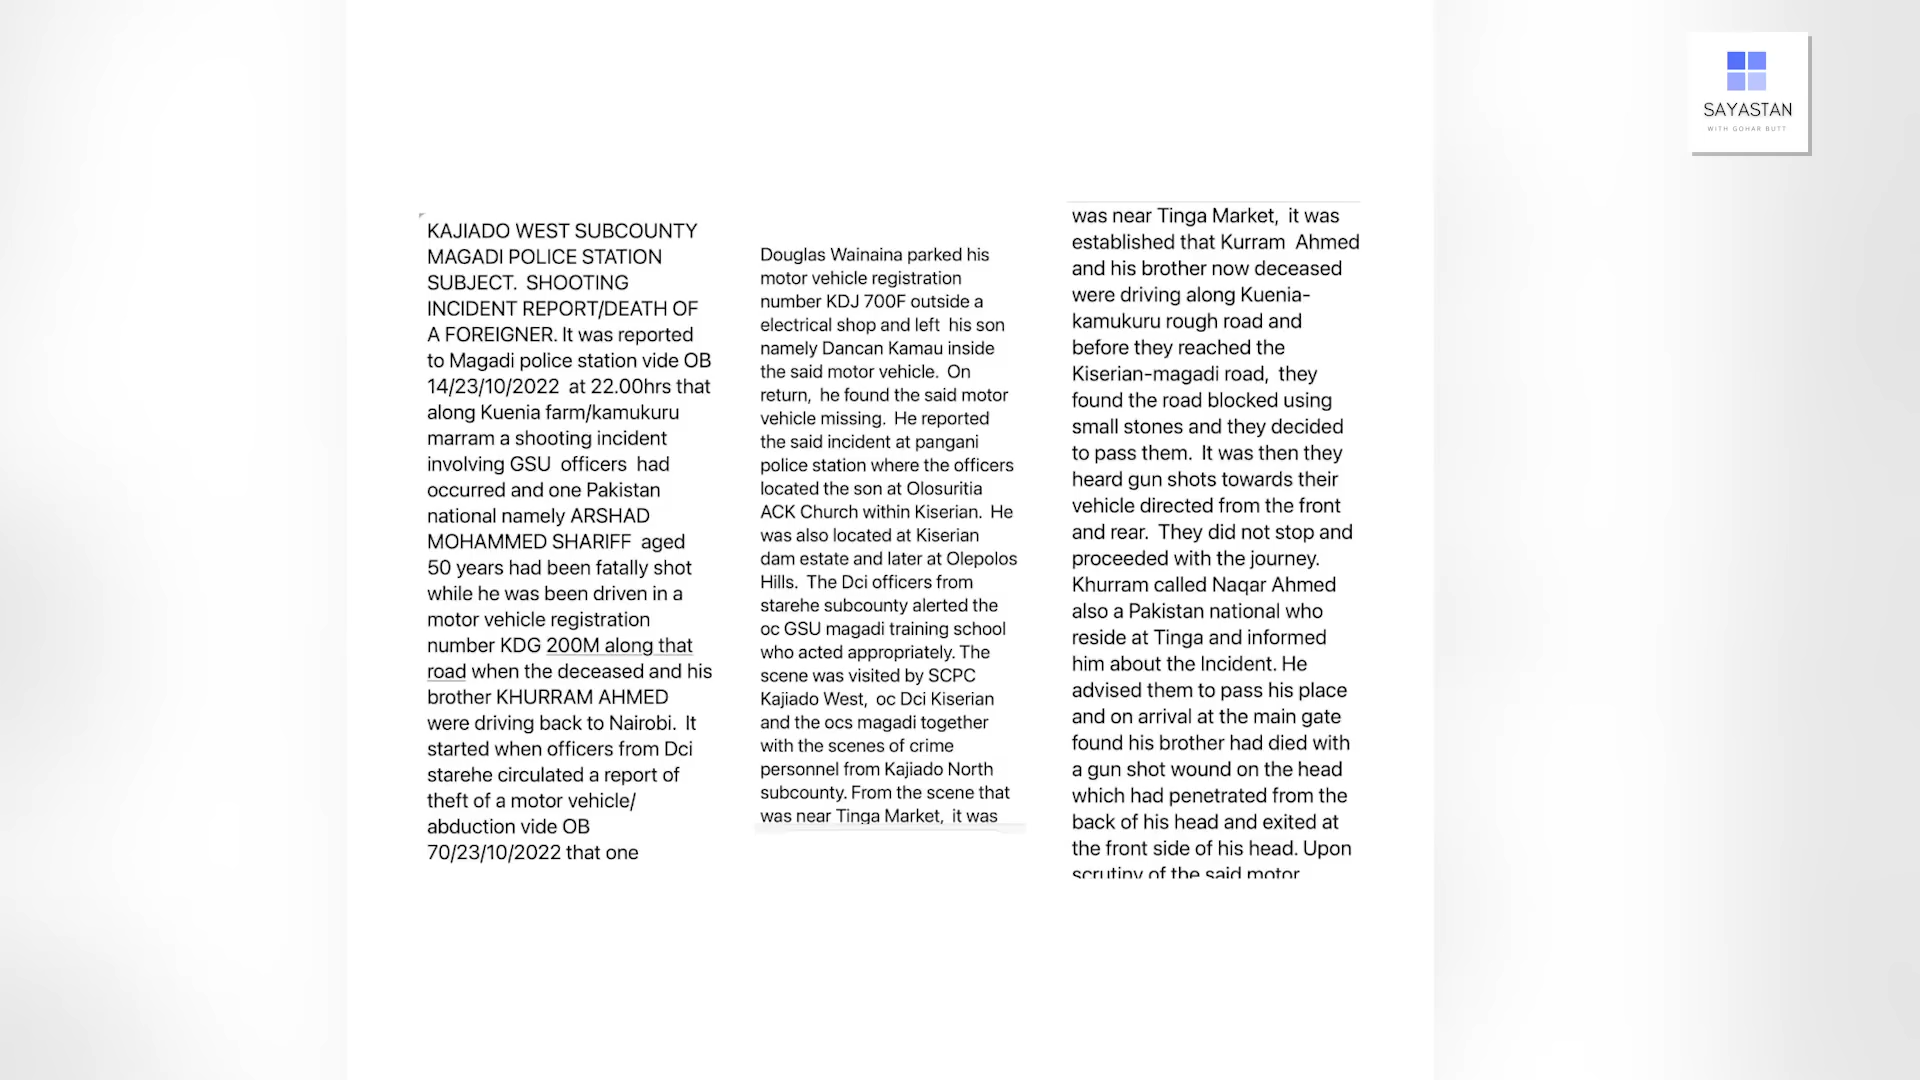 KAJIADO WEST SUBCOUNTY
MAGADI POLICE STATION
SUBJECT. SHOOTING
INCIDENT REPORT/DEATH OF
A FOREIGNER. It was reported
to Magadi police station vide OB
14/23/10/2022 at 22.00hrs that
along Kuenia farm/kamukuru
marram a shooting incident
involving GSU officers had
occurred and one Pakistan
national namely ARSHAD
MOHAMMED SHARIFF aged
50 years had been fatally shot
while he was been driven in a
motor vehicle registration
number KDG 200M along that
road when the deceased and his
brother KHURRAM AHMED
were driving back to Nairobi. It
started when officers from Dci
starehe circulated a report of
theft of a motor vehicle/
abduction vide OB
70/23/10/2022 that one
Douglas Wainaina parked his
motor vehicle registration
number KDJ 700F outside a
electrical shop and left his son
namely Dancan Kamau inside
the said motor vehicle. On
return, he found the said motor
vehicle missing. He reported
the said incident at pangani
police station where the officers
located the son at Olosuritia
ACK Church within Kiserian. He
was also located at Kiserian
dam estate and later at Olepolos
Hills. The Dci officers from
starehe subcounty alerted the
oc GSU magadi training school
who acted appropriately. The
scene was visited by SCPC
Kajiado West, oc Dci Kiserian
and the ocs magadi together
with the scenes of crime
personnel from Kajiado North
subcounty. From the scene that
was near Tinga Market, it was
was near Tinga Market, it was
established that Kurram Ahmed
and his brother now deceased
were driving along Kuenia-
kamukuru rough road and
before they reached the
Kiserian-magadi road, they
found the road blocked using
small stones and they decided
to pass them. It was then they
heard gun shots towards their
vehicle directed from the front
and rear. They did not stop and
proceeded with the journey.
Khurram called Naqar Ahmed
also a Pakistan national who
reside at Tinga and informed
him about the Incident. He
advised them to pass his place
and on arrival at the main gate
found his brother had died with
a gun shot wound on the head
which had penetrated from the
back of his head and exited at
the front side of his head. Upon
scrutiny of the said motor
SAYASTAN
WITH GOHAR BUTT